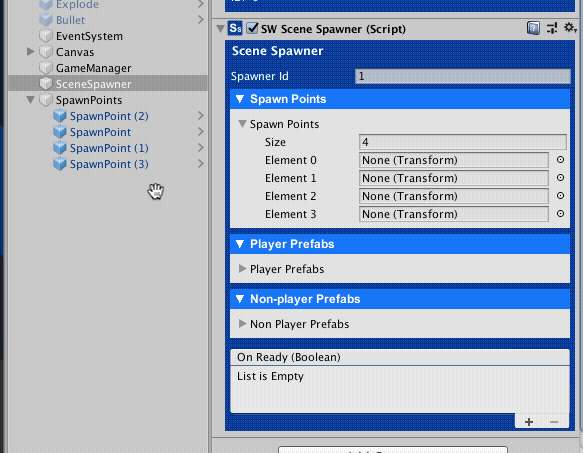 Explode
Bullet
EventSystem
Canvas
GameManager
SceneSpawner
SpawnPoints
SpawnPoint (2)
SpawnPoint
SpawnPoint (1)
SpawnPoint (3)
Ss SW Scene Spawner (Script)
Scene Spawner
Spawner Id 1
Spawn Points
Spawn Points
Size 4
Element 0 None (Transform)
Element 1 None (Transform)
Element 2 None (Transform)
Element 3 None (Transform)
Player Prefabs
Player Prefabs
Non-player Prefabs
Non Player Prefabs
On Ready (Boolean)
List is Empty